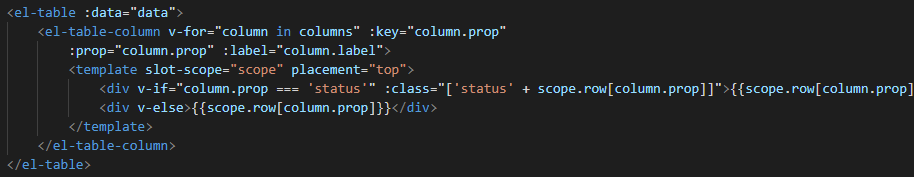 <el-table :data="data">
<el-table-column v-for="column in columns" :key="column.prop"
:prop="column.prop" :label="column.label">
<template slot-scope="scope" placement="top">
<div v-if="column.prop === 'status'" :class="['status' + scope.row[column.prop]]">{{scope.row[column.prop]
<div v-else>{{scope.row[column.prop]}}</div>
</template>
</el-table-column>
</el-table>